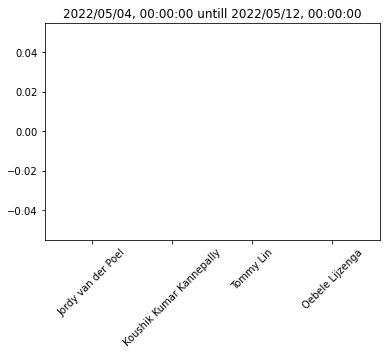 2022/05/04, 00:00:00 untill 2022/05/12, 00:00:00
0.04
0.02
0.00
−0.02
−0.04
Jordy van der Poel
Koushik Kumar Kannepally
Tommy Lin
Oebele Lijzenga